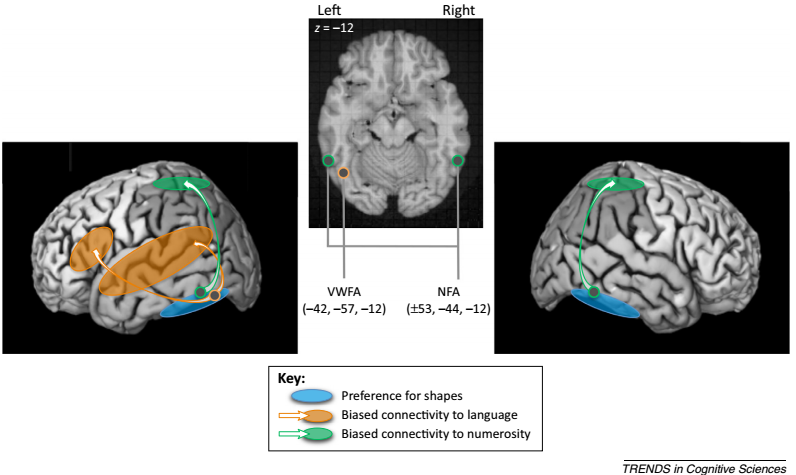 Left
Right
z = –12
VWFA
(–42, –57, –12)
NFA
(±53, –44, –12)
Key:
Preference for shapes
Biased connectivity to language
Biased connectivity to numerosity
TRENDS in Cognitive Sciences